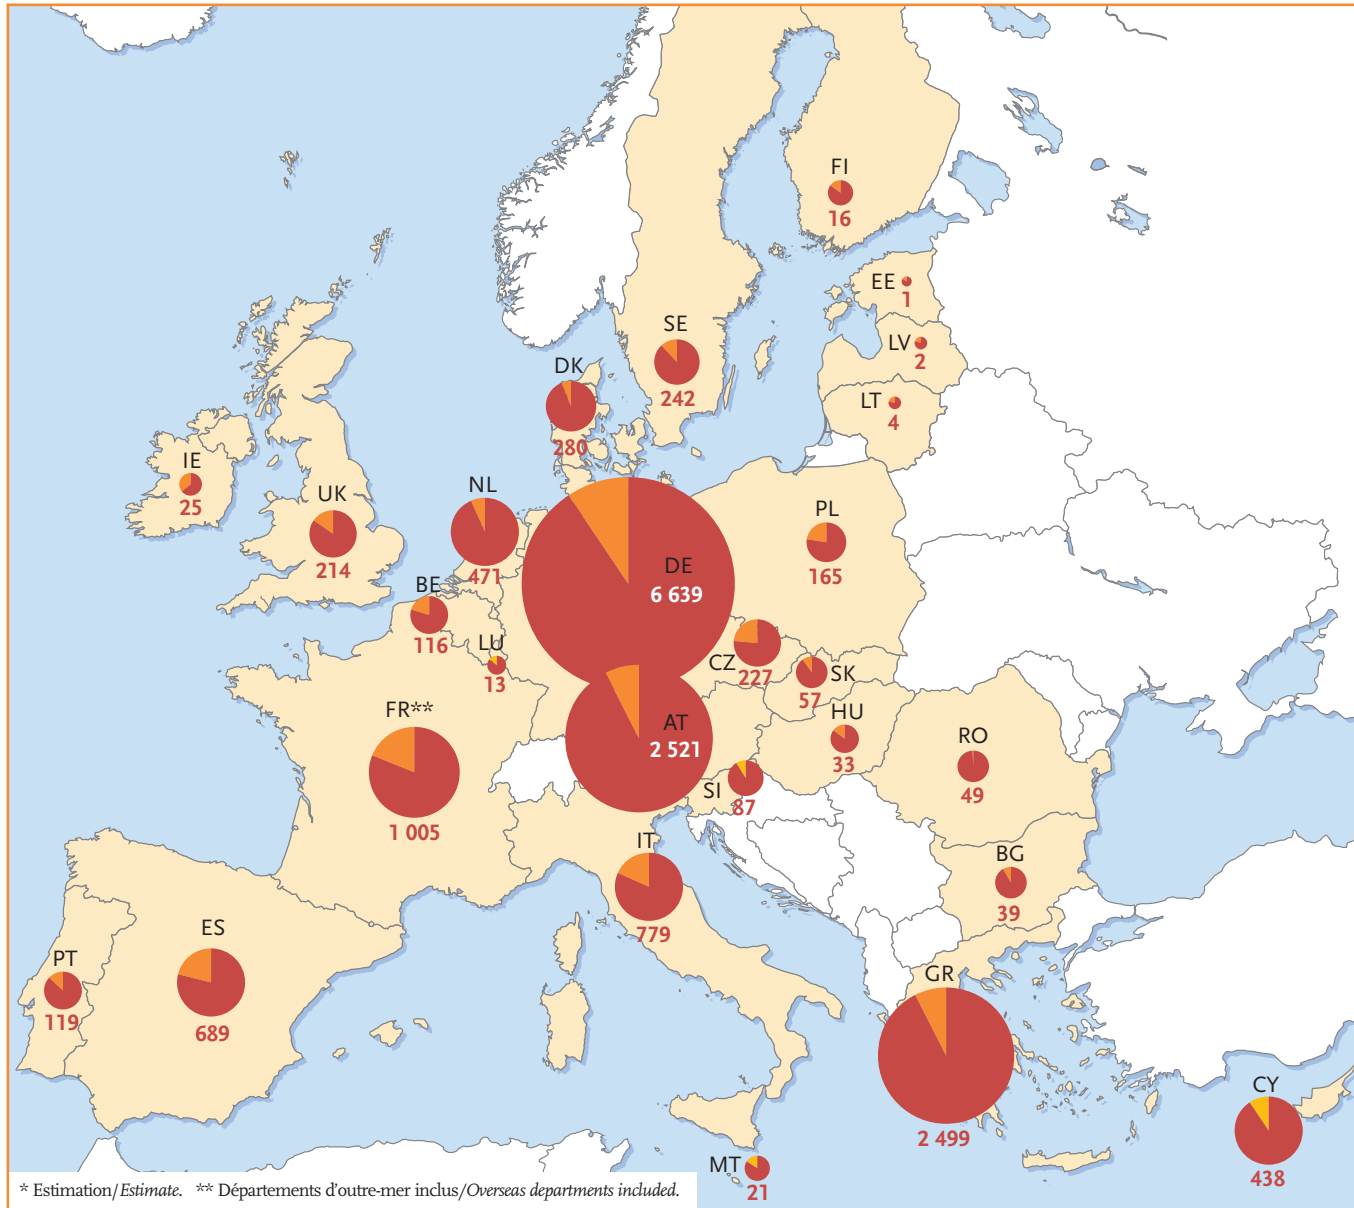 FI
16
EE
1
SE
LV
2
DK
242
LT
4
280
IE
25
UK
214
NL
471
PL
165
DE
6 639
BE
116
LU
13
CZ
227
SK
57
FR**
1 005
AT
2 521
HU
33
RO
49
SI
87
IT
779
BG
39
ES
689
PT
119
GR
2 499
CY
438
MT
21
* Estimation/Estimate. ** Départements d'outre-mer inclus/Overseas departments included.